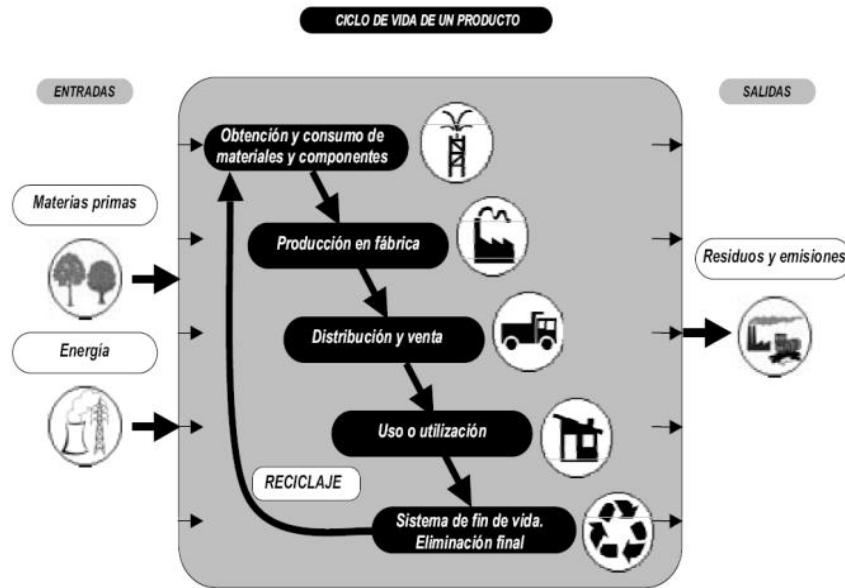 CICLO DE VIDA DE UN PRODUCTO
ENTRADAS
SALIDAS
Obtención y consumo de
materiales y componentes
Materias primas
Producción en fábrica
Residuos y emisiones
Distribución y venta
Energía
Uso o utilización
RECICLAJE
Sistema de fin de vida.
Eliminación final